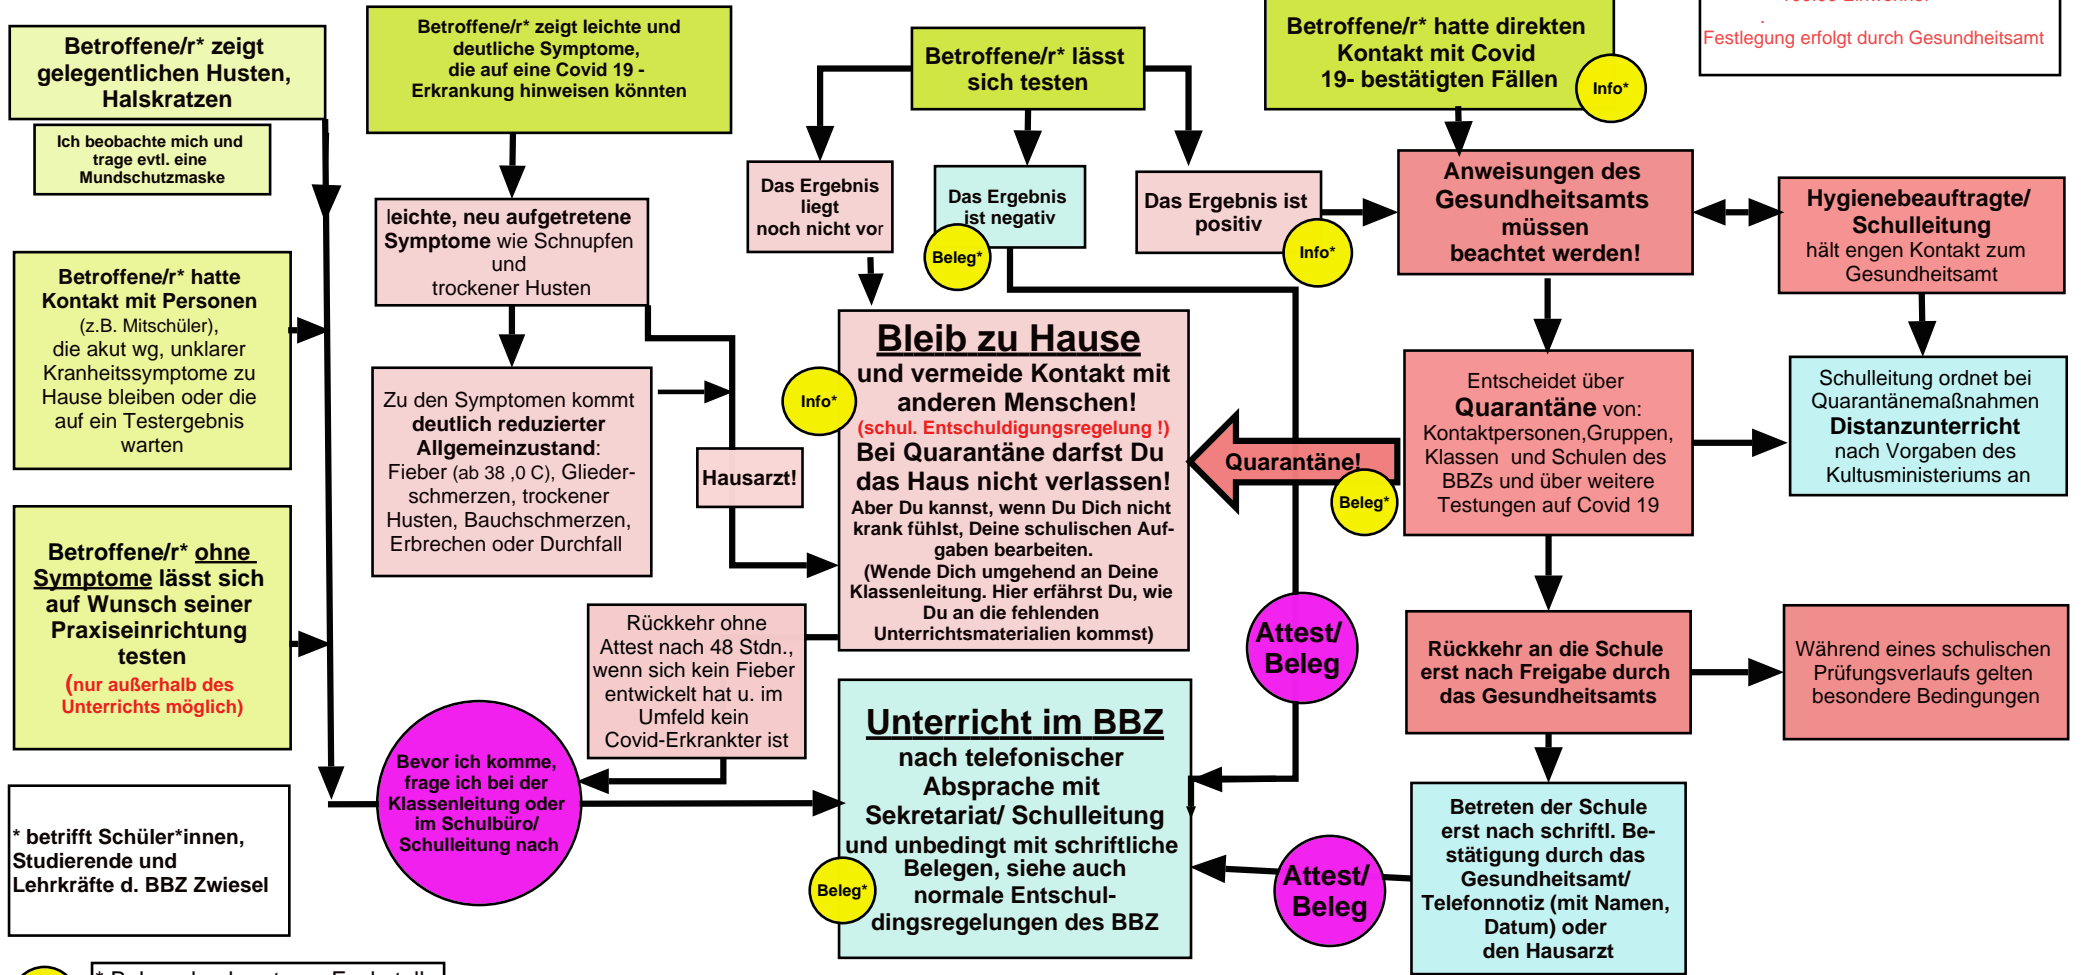 Betroffene/r* zeigt
gelegentlichen Husten,
Halskratzen
Ich beobachte mich und
trage evtl. eine
Mundschutzmaske
Betroffene/r* hatte
Kontakt mit Personen
(z.B. Mitschüler),
die akut wg, unklarer
Kranheitssymptome zu
Hause bleiben oder die
auf ein Testergebnis
warten
Betroffene/r* ohne
Symptome lässt sich
auf Wunsch seiner
Praxiseinrichtung
testen
(nur außerhalb des
Unterrichts möglich)
* betrifft Schüler*innen,
Studierende und
Lehrkräfte d. BBZ Zwiesel
Betroffene/r* zeigt leichte und
deutliche Symptome,
die auf eine Covid 19 -
Erkrankung hinweisen könnten
leichte, neu aufgetretene
Symptome wie Schnupfen
und
trockener Husten
Zu den Symptomen kommt
deutlich reduzierter
Allgemeinzustand:
Fieber (ab 38 ,0 C), Glieder-
schmerzen, trockener
Husten, Bauchschmerzen,
Erbrechen oder Durchfall
Hausarzt!
Rückkehr ohne
Attest nach 48 Stdn.,
wenn sich kein Fieber
entwickelt hat u. im
Umfeld kein
Covid-Erkrankter ist
Bevor ich komme,
frage ich bei der
Klassenleitung oder
im Schulbüro/
Schulleitung nach
Betroffene/r* lässt
sich testen
Das Ergebnis
liegt
noch nicht vor
Das Ergebnis
ist negativ
Beleg*
Das Ergebnis ist
positiv
Info*
Bleib zu Hause
und vermeide Kontakt mit
anderen Menschen!
(schul. Entschuldigungsregelung !)
Bei Quarantäne darfst Du
das Haus nicht verlassen!
Aber Du kannst, wenn Du Dich nicht
krank fühlst, Deine schulischen Auf-
gaben bearbeiten.
(Wende Dich umgehend an Deine
Klassenleitung. Hier erfährst Du, wie
Du an die fehlenden
Unterrichtsmaterialien kommst)
Info*
Unterricht im BBZ
nach telefonischer
Absprache mit
Sekretariat/ Schulleitung
und unbedingt mit schriftliche
Belegen, siehe auch
normale Entschul-
dingsregelungen des BBZ
Beleg*
Betroffene/r* hatte direkten
Kontakt mit Covid
19- bestätigten Fällen
Info*
Anweisungen des
Gesundheitsamts
müssen
beachtet werden!
Quarantäne!
Beleg*
Entscheidet über
Quarantäne von:
Kontaktpersonen,Gruppen,
Klassen und Schulen des
BBZs und über weitere
Testungen auf Covid 19
Attest/
Beleg
Rückkehr an die Schule
erst nach Freigabe durch
das Gesundheitsamts
Attest/
Beleg
Betreten der Schule
erst nach schriftl. Be-
stätigung durch das
Gesundheitsamt/
Telefonnotiz (mit Namen,
Datum) oder
den Hausarzt
.
Festlegung erfolgt durch Gesundheitsamt
Hygienebeauftragte/
Schulleitung
hält engen Kontakt zum
Gesundheitsamt
Schulleitung ordnet bei
Quarantänemaßnahmen
Distanzunterricht
nach Vorgaben des
Kultusministeriums an
Während eines schulischen
Prüfungsverlaufs gelten
besondere Bedingungen